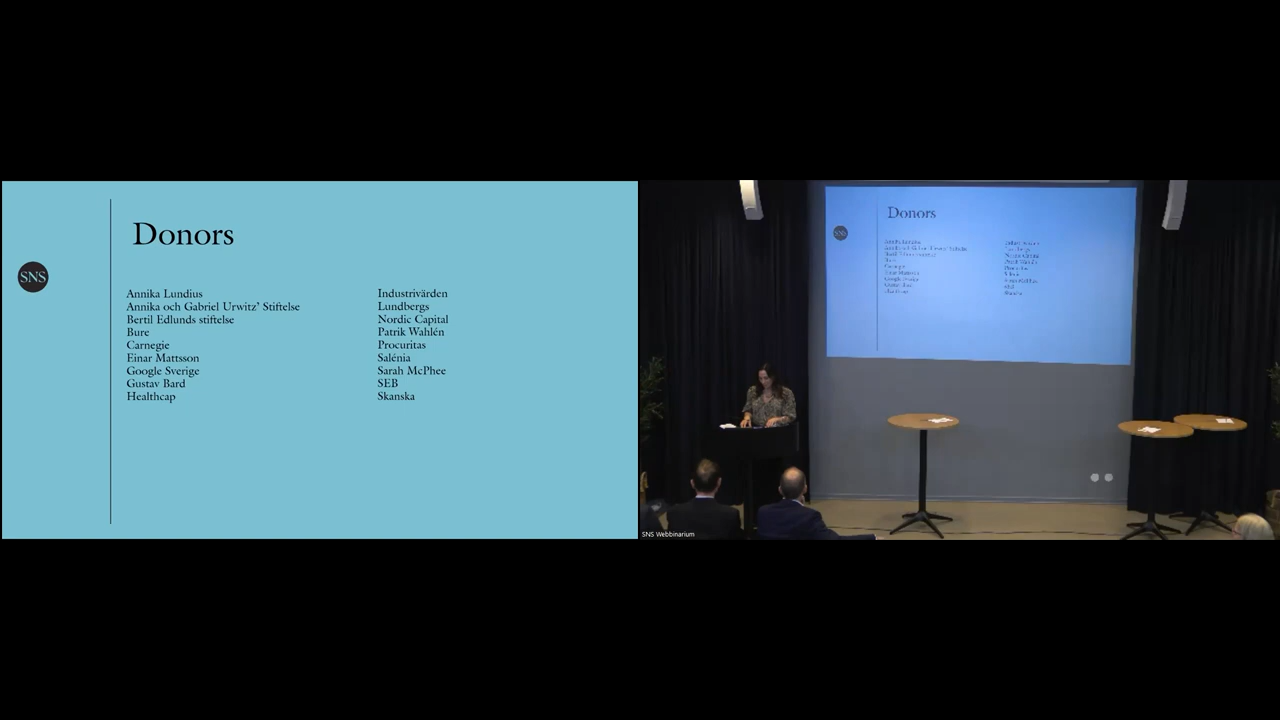 Donors
SNS
Annika Lundius
Annika och Gabriel Urwitz' Stiftelse
Bertil Edlunds stiftelse
Bure
Carnegie
Einar Mattsson
Google Sverige
Gustav Bard
Healthcap
Industrivärden
Lundbergs
Nordic Capital
Patrik Wahlén
Procuritas
Salénia
Sarah McPhee
SEB
Skanska
Donors
SNS
SNS Webbinarium